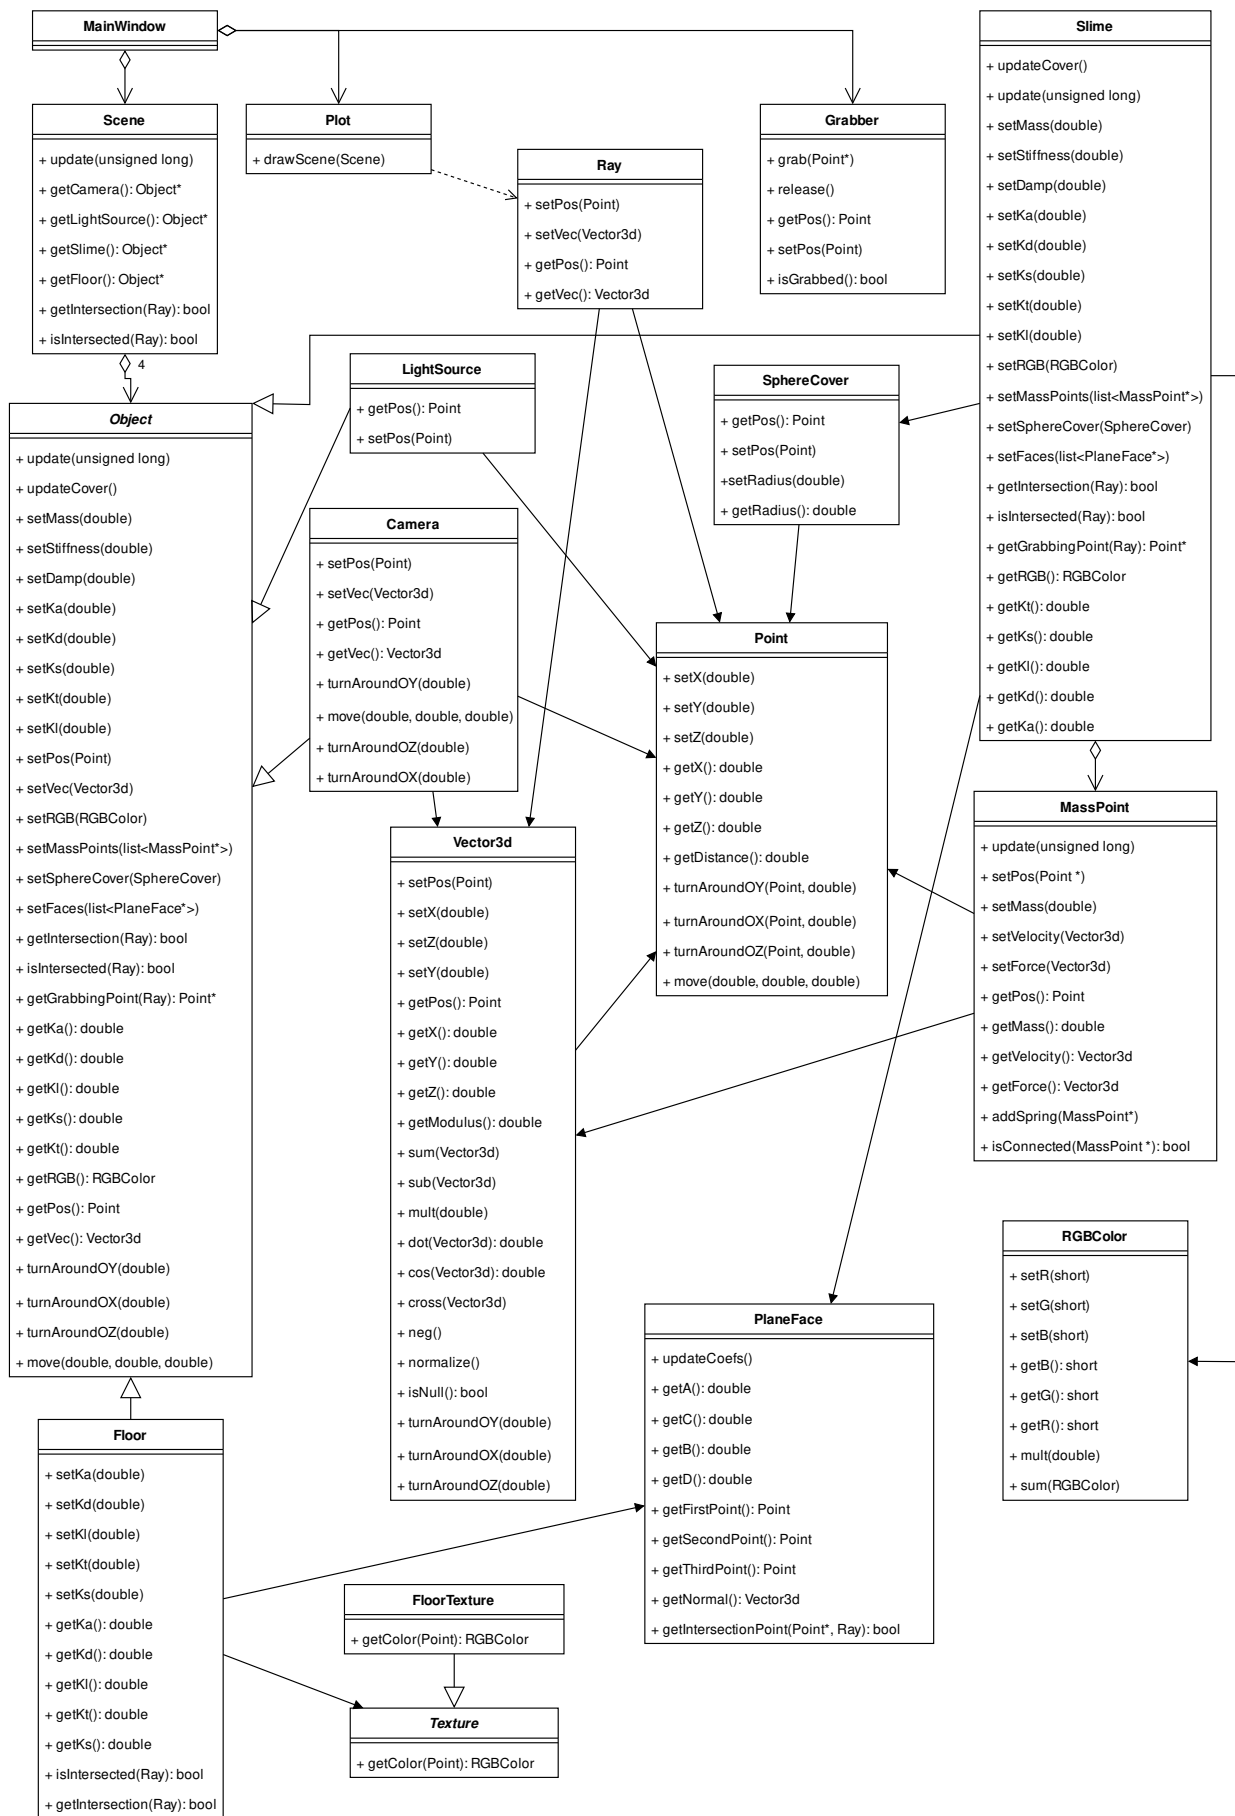 MainWindow
Scene
+ update(unsigned long)
+ getCamera(): Object*
+ getLightSource(): Object*
+ getSlime(): Object*
+ getFloor(): Object*
+ getIntersection(Ray): bool
+ isIntersected(Ray): bool
4
Plot
+ drawScene(Scene)
Ray
+ setPos(Point)
+ setVec(Vector3d)
+ getPos(): Point
+ getVec(): Vector3d
Grabber
+ grab(Point*)
+ release()
+ getPos(): Point
+ setPos(Point)
+ isGrabbed(): bool
Slime
+ updateCover()
+ update(unsigned long)
+ setMass(double)
+ setStiffness(double)
+ setDamp(double)
+ setKa(double)
+ setKd(double)
+ setKs(double)
+ setKt(double)
+ setKl(double)
+ setRGB(RGBColor)
+ setMassPoints(list<MassPoint*>)
+ setSphereCover(SphereCover)
+ setFaces(list<PlaneFace*>)
+ getIntersection(Ray): bool
+ isIntersected(Ray): bool
+ getGrabbingPoint(Ray): Point*
+ getRGB(): RGBColor
+ getKt(): double
+ getKs(): double
+ getKl(): double
+ getKd(): double
+ getKa(): double
Object
+ update(unsigned long)
+ updateCover()
+ setMass(double)
+ setStiffness(double)
+ setDamp(double)
+ setKa(double)
+ setKd(double)
+ setKs(double)
+ setKt(double)
+ setKl(double)
+ setPos(Point)
+ setVec(Vector3d)
+ setRGB(RGBColor)
+ setMassPoints(list<MassPoint*>)
+ setSphereCover(SphereCover)
+ setFaces(list<PlaneFace*>)
+ getIntersection(Ray): bool
+ isIntersected(Ray): bool
+ getGrabbingPoint(Ray): Point*
+ getKa(): double
+ getKd(): double
+ getKl(): double
+ getKs(): double
+ getKt(): double
+ getRGB(): RGBColor
+ getPos(): Point
+ getVec(): Vector3d
+ turnAroundOY(double)
+ turnAroundOX(double)
+ turnAroundOZ(double)
+ move(double, double, double)
LightSource
+ getPos(): Point
+ setPos(Point)
SphereCover
+ getPos(): Point
+ setPos(Point)
+setRadius(double)
+ getRadius(): double
Camera
+ setPos(Point)
+ setVec(Vector3d)
+ getPos(): Point
+ getVec(): Vector3d
+ turnAroundOY(double)
+ move(double, double, double)
+ turnAroundOZ(double)
+ turnAroundOX(double)
Point
+ setX(double)
+ setY(double)
+ setZ(double)
+ getX(): double
+ getY(): double
+ getZ(): double
+ getDistance(): double
+ turnAroundOY(Point, double)
+ turnAroundOX(Point, double)
+ turnAroundOZ(Point, double)
+ move(double, double, double)
MassPoint
+ update(unsigned long)
+ setPos(Point *)
+ setMass(double)
+ setVelocity(Vector3d)
+ setForce(Vector3d)
+ getPos(): Point
+ getMass(): double
+ getVelocity(): Vector3d
+ getForce(): Vector3d
+ addSpring(MassPoint*)
+ isConnected(MassPoint *): bool
Vector3d
+ setPos(Point)
+ setX(double)
+ setZ(double)
+ setY(double)
+ getPos(): Point
+ getX(): double
+ getY(): double
+ getZ(): double
+ getModulus(): double
+ sum(Vector3d)
+ sub(Vector3d)
+ mult(double)
+ dot(Vector3d): double
+ cos(Vector3d): double
+ cross(Vector3d)
+ neg()
+ normalize()
+ isNull(): bool
+ turnAroundOY(double)
+ turnAroundOX(double)
+ turnAroundOZ(double)
RGBColor
+ setR(short)
+ setG(short)
+ setB(short)
+ getB(): short
+ getG(): short
+ getR(): short
+ mult(double)
+ sum(RGBColor)
PlaneFace
+ updateCoefs()
+ getA(): double
+ getC(): double
+ getB(): double
+ getD(): double
+ getFirstPoint(): Point
+ getSecondPoint(): Point
+ getThirdPoint(): Point
+ getNormal(): Vector3d
+ getIntersectionPoint(Point*, Ray): bool
Floor
+ setKa(double)
+ setKd(double)
+ setKl(double)
+ setKt(double)
+ setKs(double)
+ getKa(): double
+ getKd(): double
+ getKl(): double
+ getKt(): double
+ getKs(): double
+ isIntersected(Ray): bool
+ getIntersection(Ray): bool
FloorTexture
+ getColor(Point): RGBColor
Texture
+ getColor(Point): RGBColor